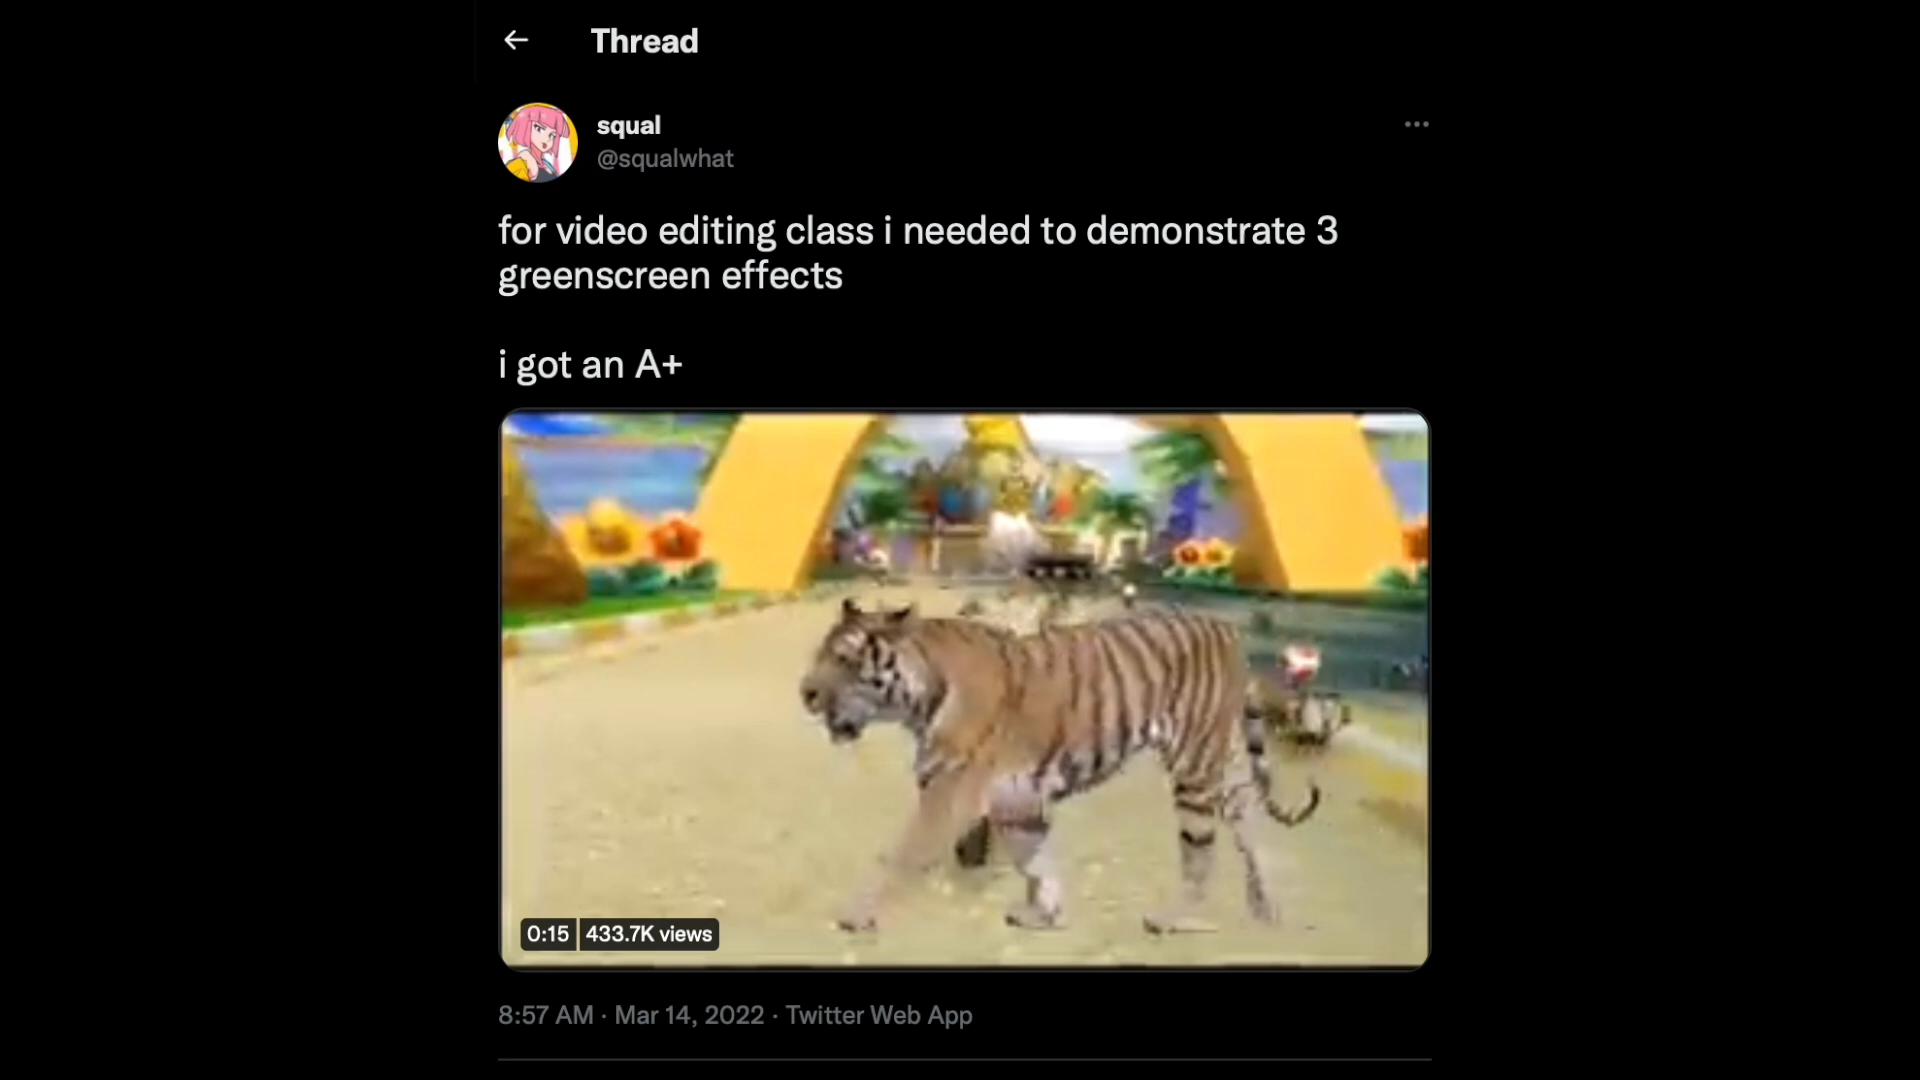 Thread
squal
@squalwhat
for video editing class i needed to demonstrate 3
greenscreen effects
i got an A+
0:15 433.7K views
8:57 AM · Mar 14, 2022 · Twitter Web App